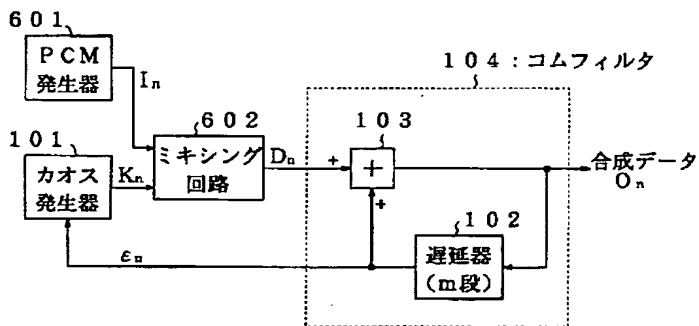 601
PCM
発生器
In
101
カオス
発生器
Kn
602
ミキシング
回路
Dn
104:コムフィルタ
103
+
+
+
合成データ
On
102
遅延器
(m段)
εn